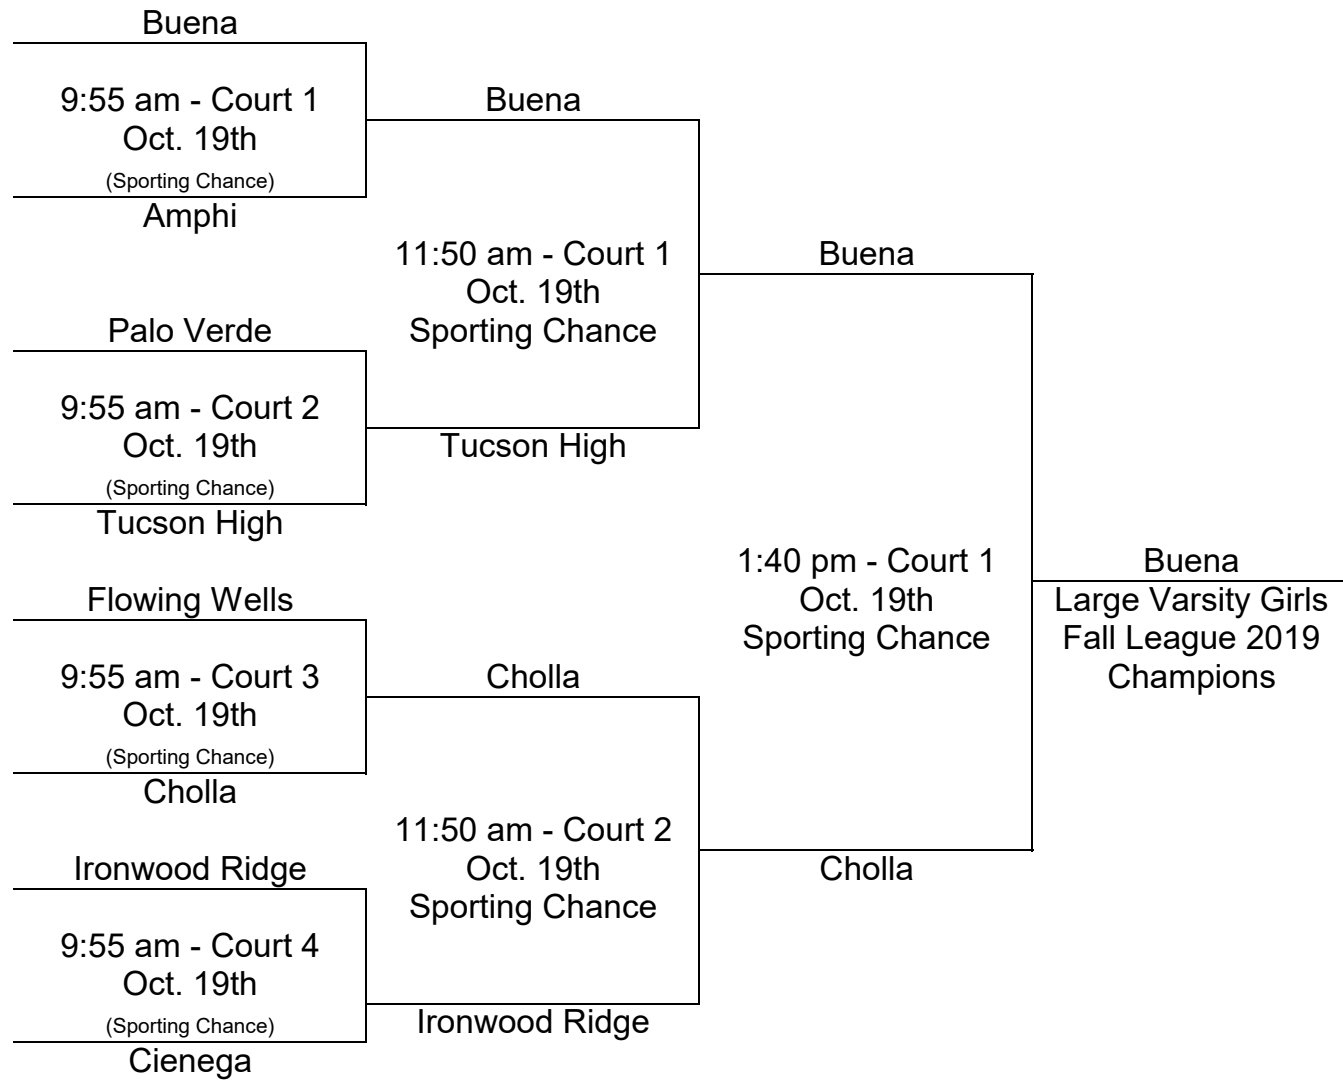 Buena
9:55 am - Court 1
Oct. 19th
(Sporting Chance)
Amphi
Palo Verde
9:55 am - Court 2
Oct. 19th
(Sporting Chance)
Tucson High
Flowing Wells
9:55 am - Court 3
Oct. 19th
(Sporting Chance)
Cholla
Ironwood Ridge
9:55 am - Court 4
Oct. 19th
(Sporting Chance)
Cienega
Buena
11:50 am - Court 1
Oct. 19th
Sporting Chance
Tucson High
Cholla
11:50 am - Court 2
Oct. 19th
Sporting Chance
Ironwood Ridge
Buena
1:40 pm - Court 1
Oct. 19th
Sporting Chance
Cholla
Buena
Large Varsity Girls
Fall League 2019
Champions